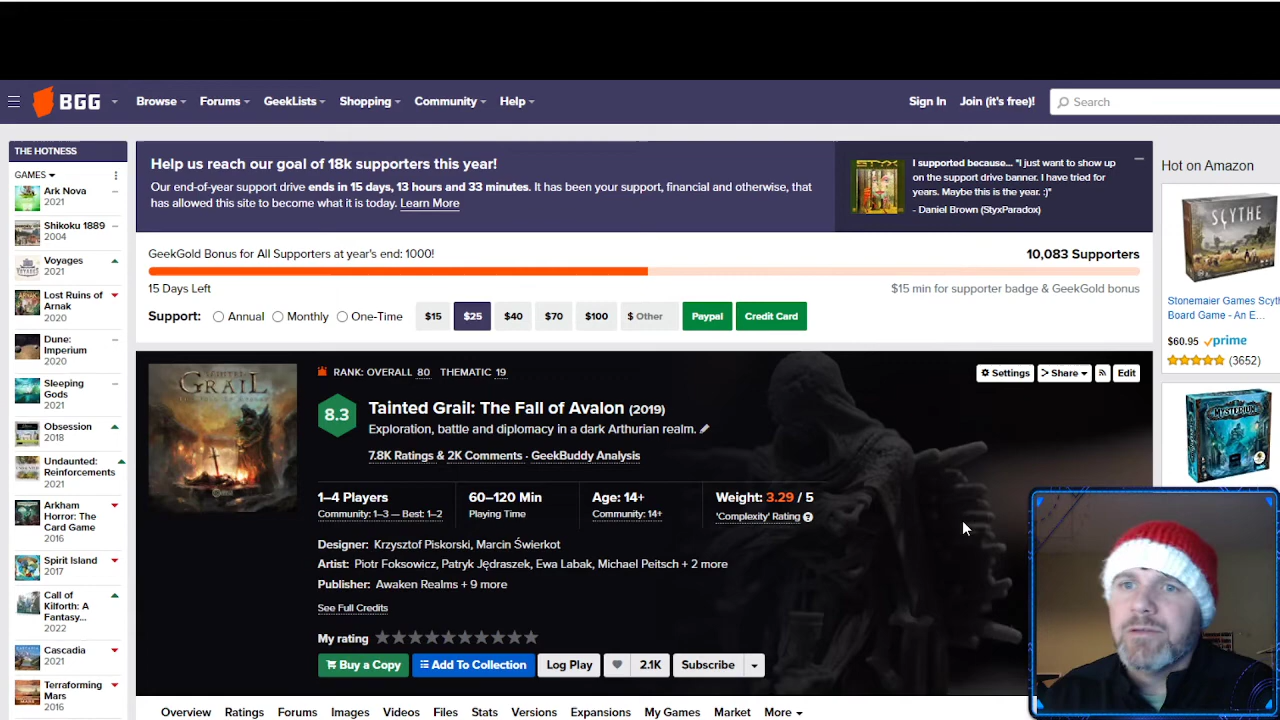 BGG
Browse
Forums
GeekLists
Shopping
Community
Help
Sign In
Join (it's free)!
Search
THE HOTNESS
GAMES
Ark Nova
2021
Shikoku 1889
2004
Voyages
2021
Lost Ruins of
Arnak
2020
Dune:
Imperium
2020
Sleeping
Gods
2021
Obsession
2018
Undaunted:
Reinforcements
2021
Arkham
Horror: The
Card Game
2016
Spirit Island
2017
Call of
Kilforth: A
Fantasy...
2022
Cascadia
2021
Terraforming
Mars
2016
Help us reach our goal of 18k supporters this year!
Our end-of-year support drive ends in 15 days, 13 hours and 33 minutes. It has been your support, financial and otherwise, that
has allowed this site to become what it is today. Learn More
I supported because... "I just want to show up
on the support drive banner. I have tried for
years. Maybe this is the year. :)"
- Daniel Brown (StyxParadox)
GeekGold Bonus for All Supporters at year's end: 1000!
10,083 Supporters
15 Days Left
$15 min for supporter badge & GeekGold bonus
Support: Annual Monthly One-Time $15 $25 $40 $70 $100 $ Other Paypal Credit Card
TAINTED
GRAIL
RANK: OVERALL 80 THEMATIC 19
Settings
Share
Edit
8.3
Tainted Grail: The Fall of Avalon (2019)
Exploration, battle and diplomacy in a dark Arthurian realm.
7.8K Ratings & 2K Comments · GeekBuddy Analysis
1–4 Players
Community: 1–3 — Best: 1–2
60–120 Min
Playing Time
Age: 14+
Community: 14+
Weight: 3.29 / 5
'Complexity' Rating
Designer: Krzysztof Piskorski, Marcin Świerkot
Artist: Piotr Foksowicz, Patryk Jędraszek, Ewa Labak, Michael Peitsch + 2 more
Publisher: Awaken Realms + 9 more
See Full Credits
My rating
Buy a Copy
Add To Collection
Log Play
2.1K
Subscribe
Overview
Ratings
Forums
Images
Videos
Files
Stats
Versions
Expansions
My Games
Market
More
Hot on Amazon
SCYTHE
Stonemaier Games Scyth
Board Game - An E...
$60.95 prime
(3652)
MYSTERIUM